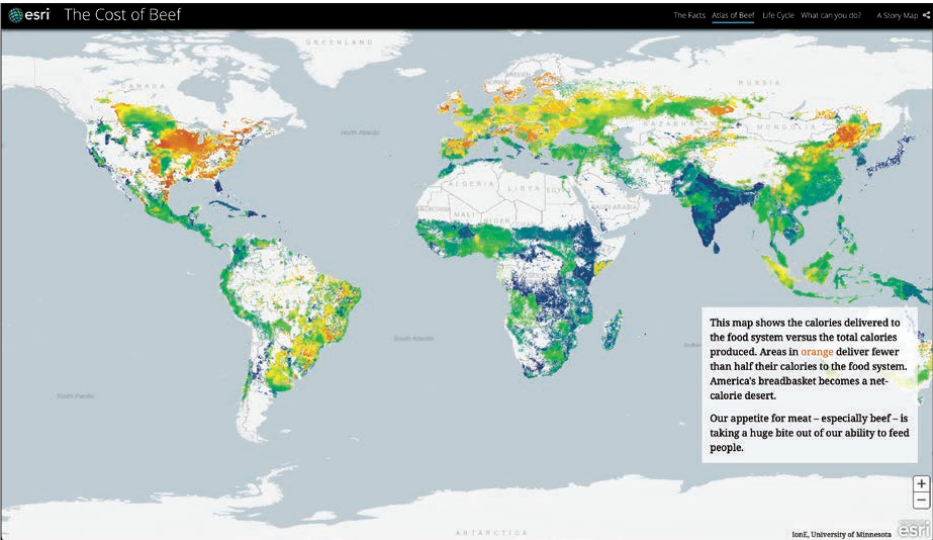 esri The Cost of Beef
The Facts Atlas of Beef Life Cycle What can you do? A Story Map
GREENLAND
CANADA
RUSSIA
North Atlantic
MONGOLIA
ALGERIA
LIBYA
MALI
NIGER
South Atlantic
South Pacific
This map shows the calories delivered to
the food system versus the total calories
produced. Areas in orange deliver fewer
than half their calories to the food system.
America's breadbasket becomes a net-
calorie desert.
Our appetite for meat – especially beef – is
taking a huge bite out of our ability to feed
people.
+
−
ANTARCTICA
IonE, University of Minnesota esri